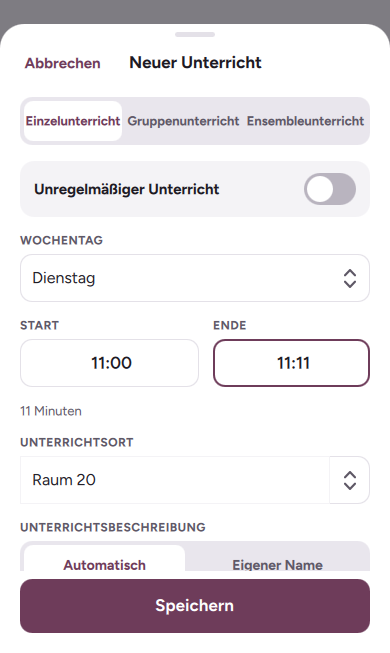 Abbrechen Neuer Unterricht
Einzelunterricht Gruppenunterricht Ensembleunterricht
Unregelmäßiger Unterricht
WOCHENTAG
Dienstag
START ENDE
11:00 11:11
11 Minuten
UNTERRICHTSORT
Raum 20
UNTERRICHTSBESCHREIBUNG
Automatisch Eigener Name
Speichern